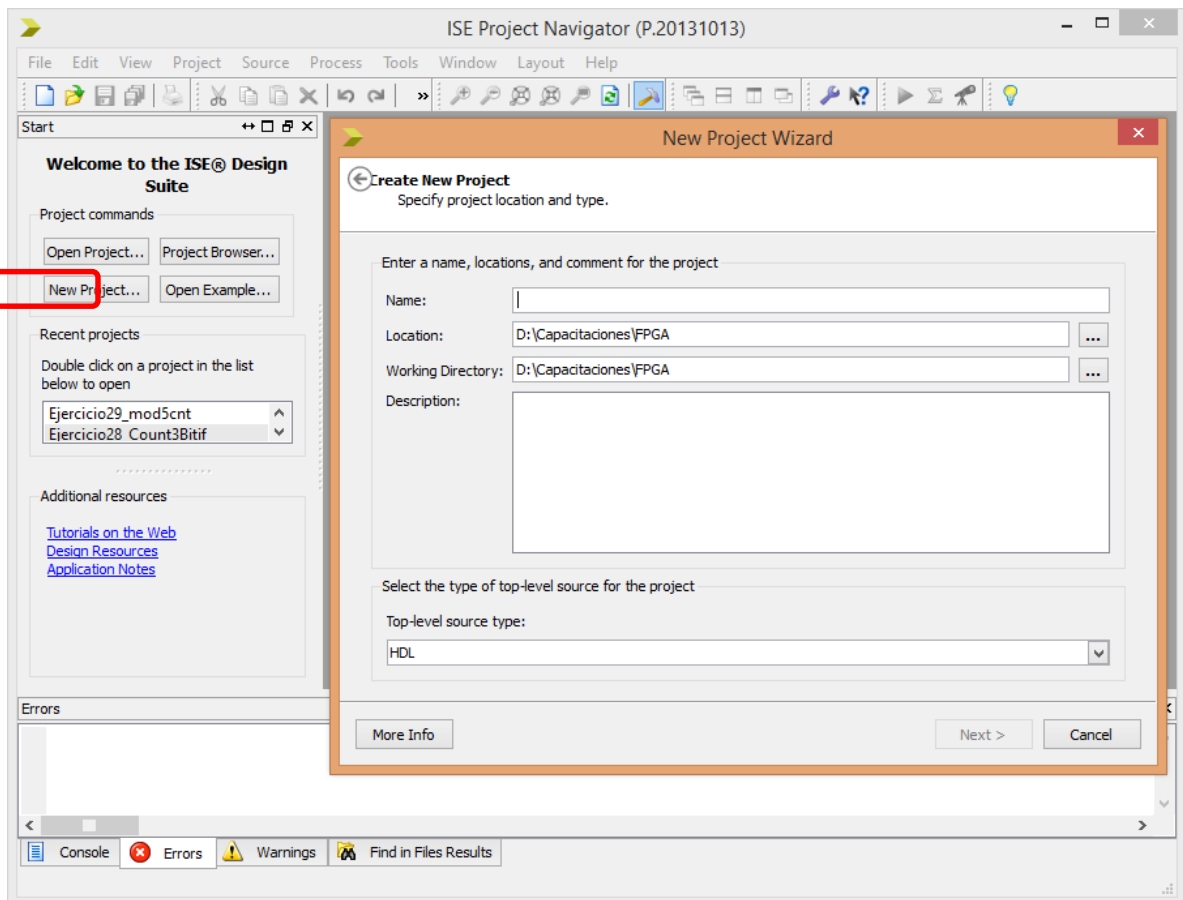 ISE Project Navigator (P.20131013)
File Edit View Project Source Process Tools Window Layout Help
»
Start
Welcome to the ISE® Design
Suite
Project commands
Open Project... Project Browser...
New Project... Open Example...
Recent projects
Double click on a project in the list
below to open
Ejercicio29_mod5cnt
Ejercicio28_Count3Bitif
Additional resources
Tutorials on the Web
Design Resources
Application Notes
New Project Wizard
Create New Project
Specify project location and type.
Enter a name, locations, and comment for the project
Name:
Location: D:\Capacitaciones\FPGA ...
Working Directory: D:\Capacitaciones\FPGA ...
Description:
Select the type of top-level source for the project
Top-level source type:
HDL
More Info Next > Cancel
Errors
Console Errors Warnings Find in Files Results